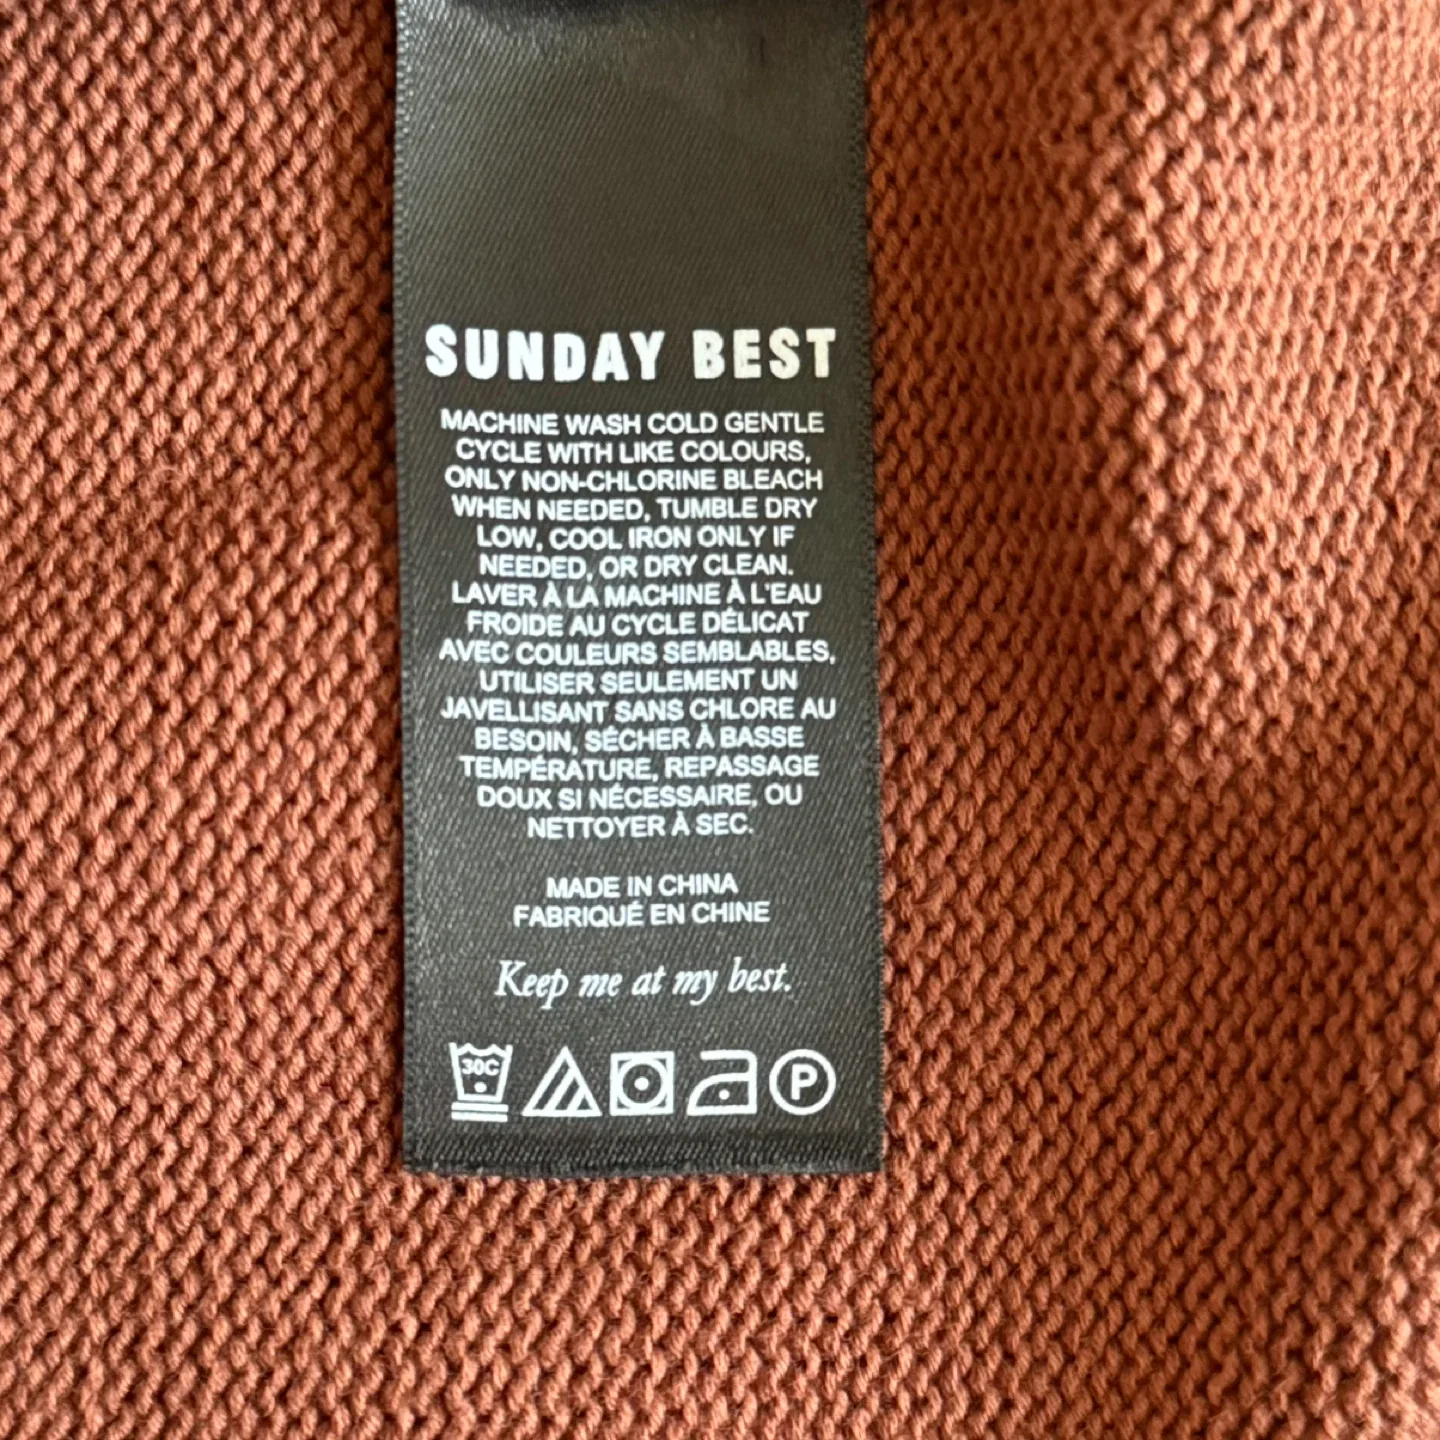 SUNDAY BEST
MACHINE WASH COLD GENTLE
CYCLE WITH LIKE COLOURS,
ONLY NON-CHLORINE BLEACH
WHEN NEEDED, TUMBLE DRY
LOW, COOL IRON ONLY IF
NEEDED, OR DRY CLEAN.
LAVER À LA MACHINE À L'EAU
FROIDE AU CYCLE DÉLICAT
AVEC COULEURS SEMBLABLES,
UTILISER SEULEMENT UN
JAVELLISANT SANS CHLORE AU
BESOIN, SÉCHER À BASSE
TEMPÉRATURE, REPASSAGE
DOUX SI NÉCESSAIRE, OU
NETTOYER À SEC.
MADE IN CHINA
FABRIQUÉ EN CHINE
Keep me at my best.
30C P